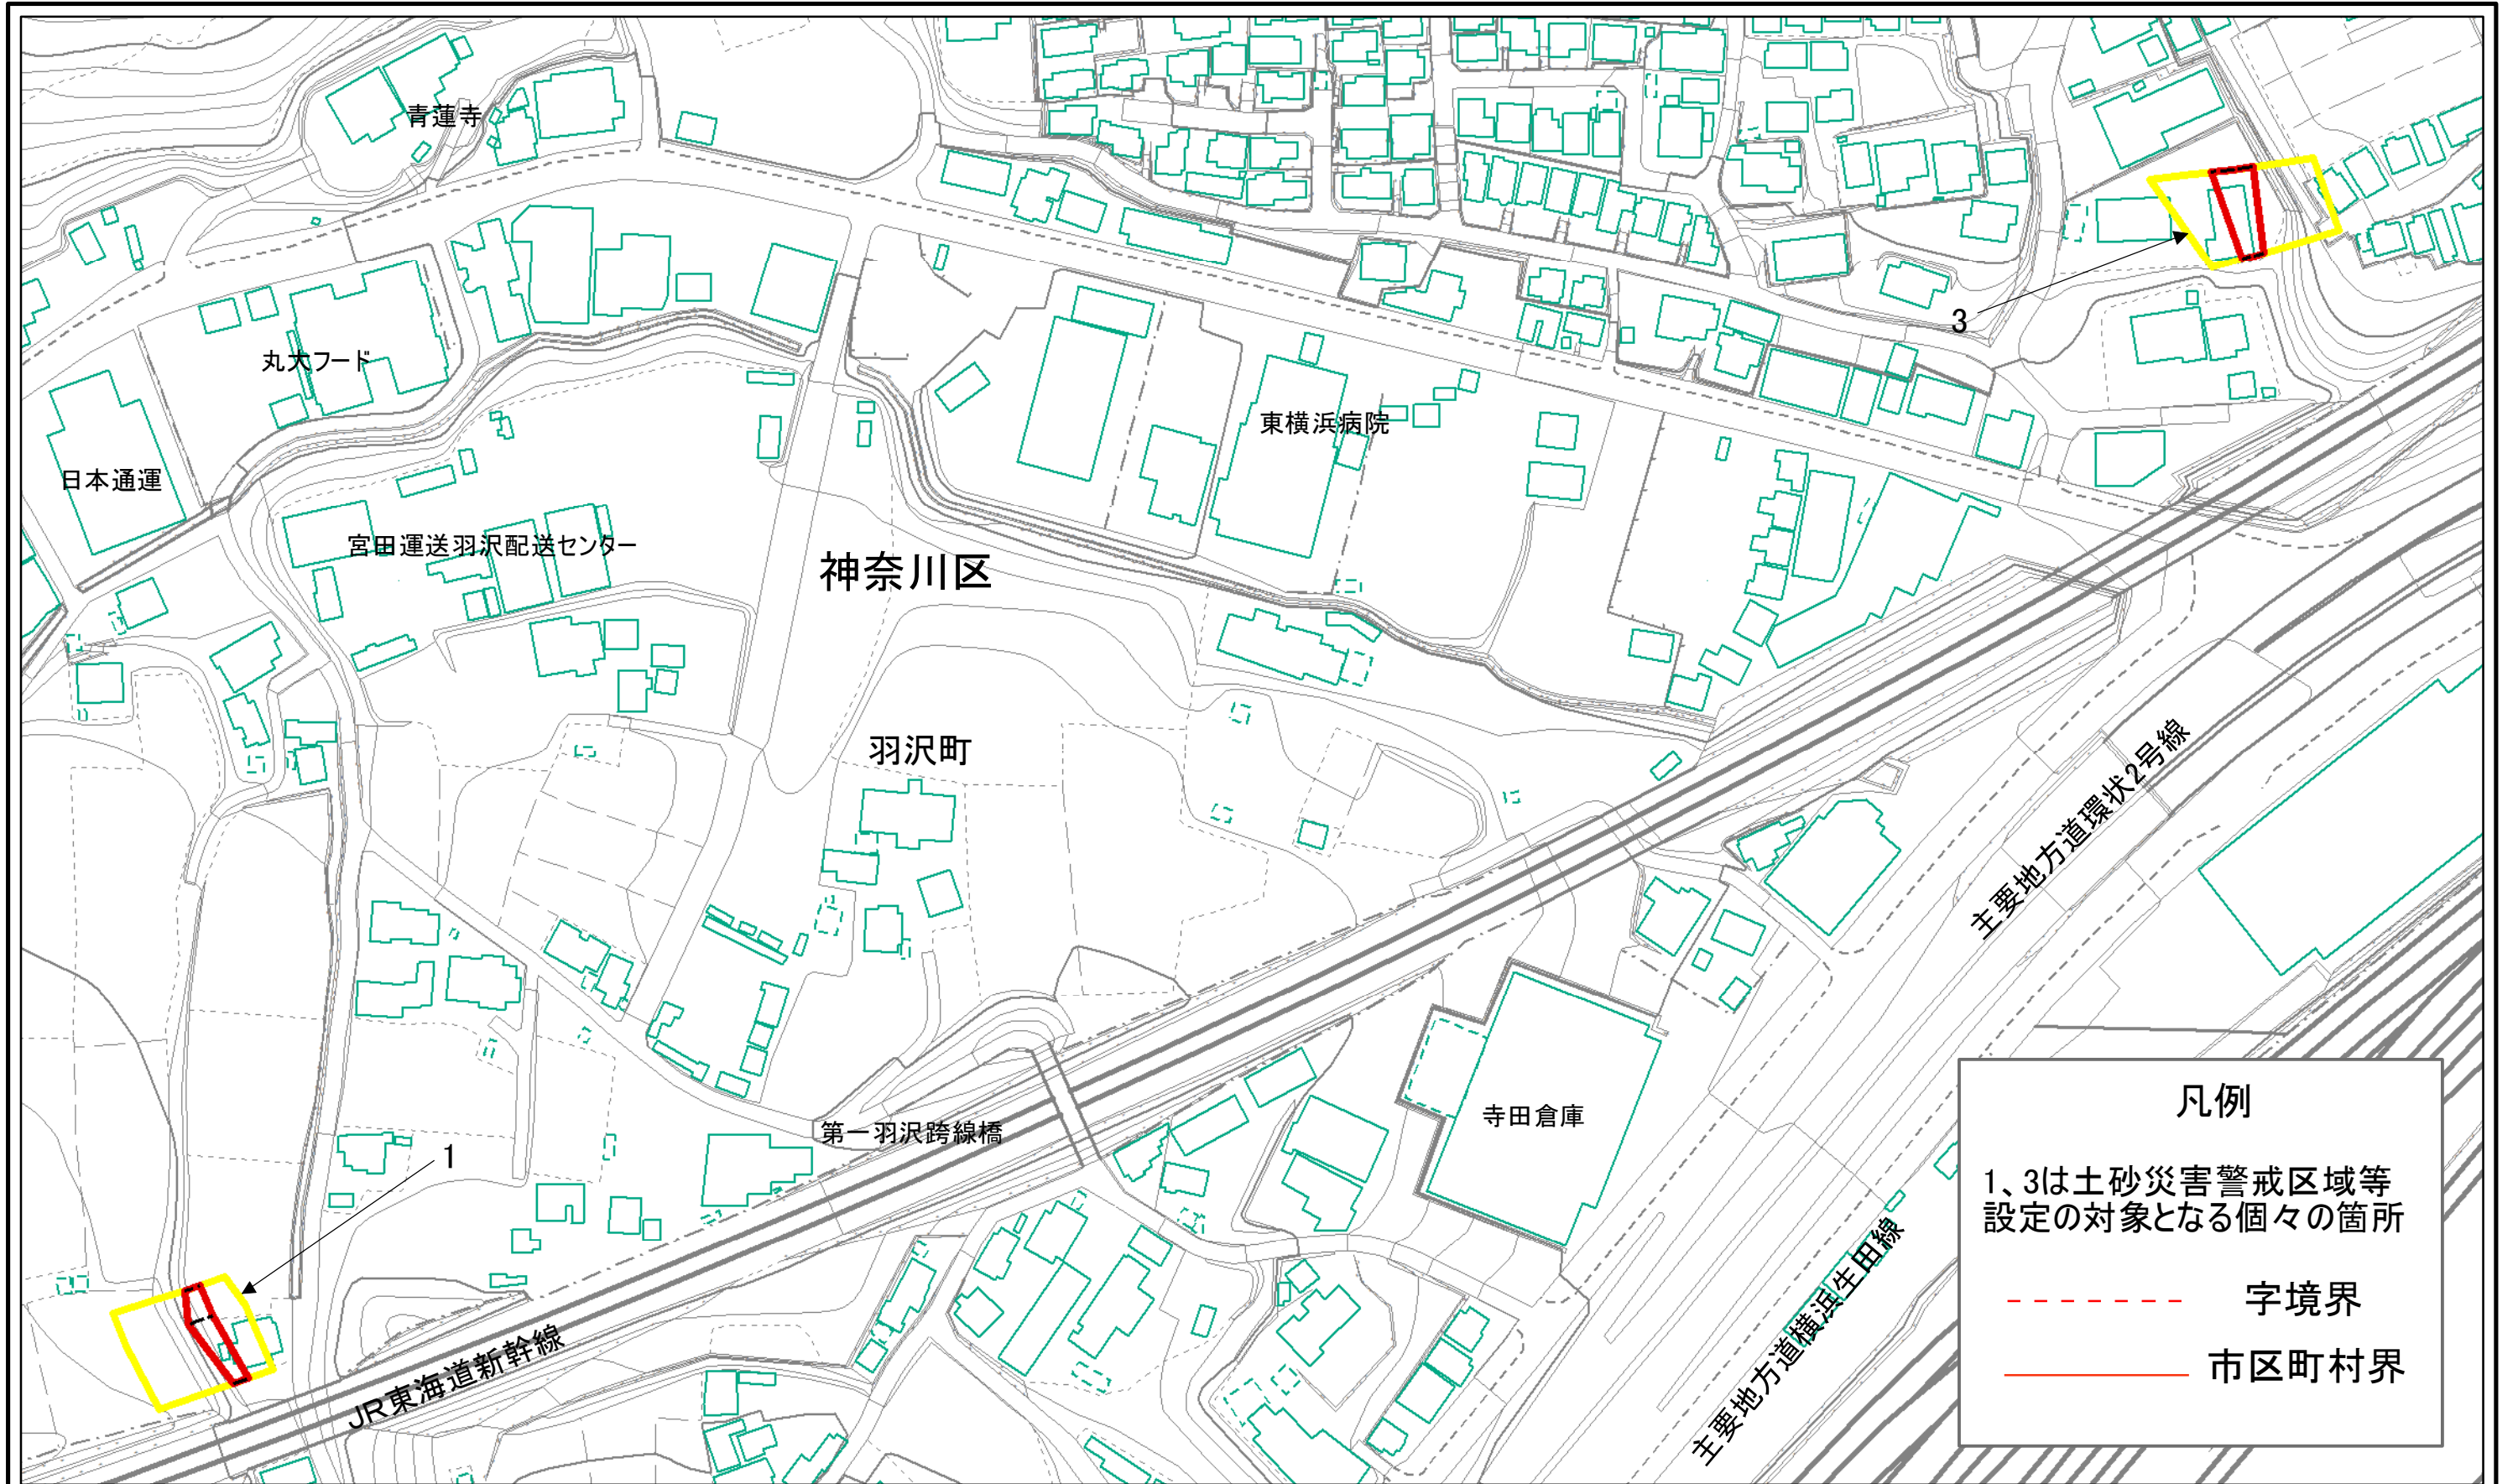 青蓮寺
3
丸大フード
東横浜病院
日本通運
宮田運送羽沢配送センター
神奈川区
羽沢町
主要地方道環状2号線
寺田倉庫
第一羽沢跨線橋
1
主要地方道横浜生田線
JR東海道新幹線
凡例
1、3は土砂災害警戒区域等
設定の対象となる個々の箇所
字境界
市区町村界